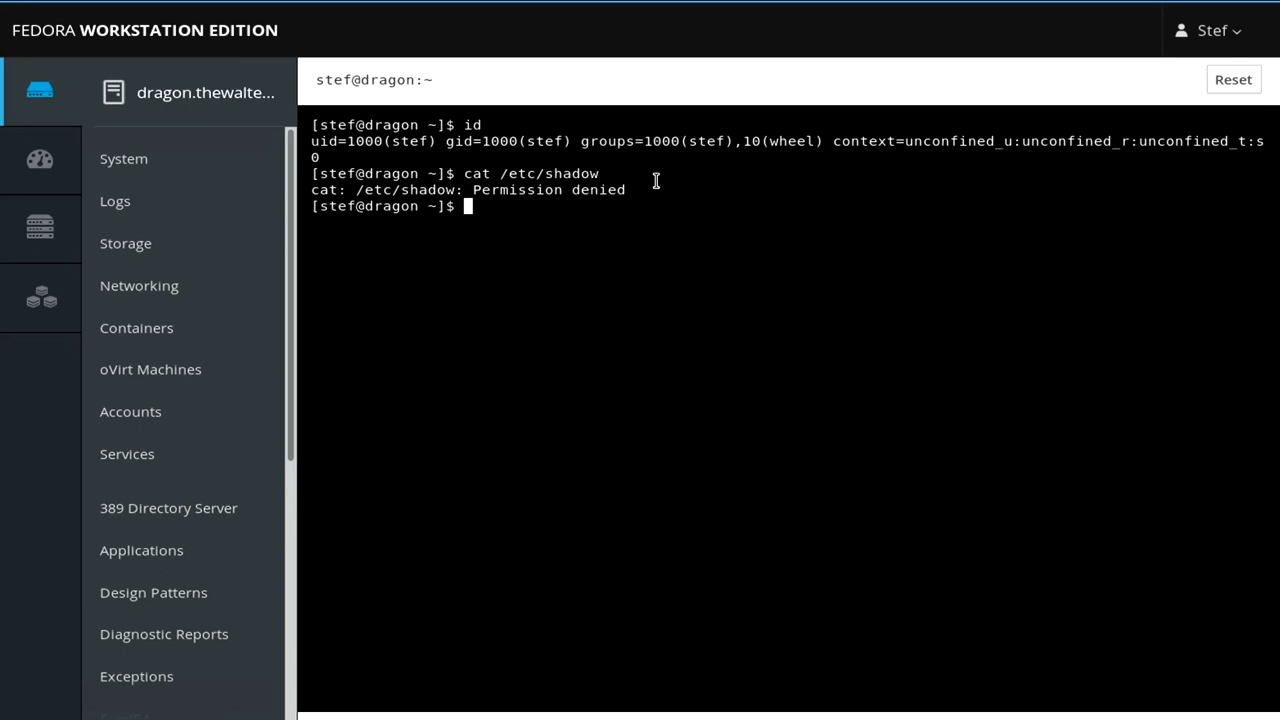 FEDORA WORKSTATION EDITION
Stef
dragon.thewalte...
stef@dragon:~
Reset
System
Logs
Storage
Networking
Containers
oVirt Machines
Accounts
Services
389 Directory Server
Applications
Design Patterns
Diagnostic Reports
Exceptions
[stef@dragon ~]$ id
uid=1000(stef) gid=1000(stef) groups=1000(stef),10(wheel) context=unconfined_u:unconfined_r:unconfined_t:s
0
[stef@dragon ~]$ cat /etc/shadow
cat: /etc/shadow: Permission denied
[stef@dragon ~]$